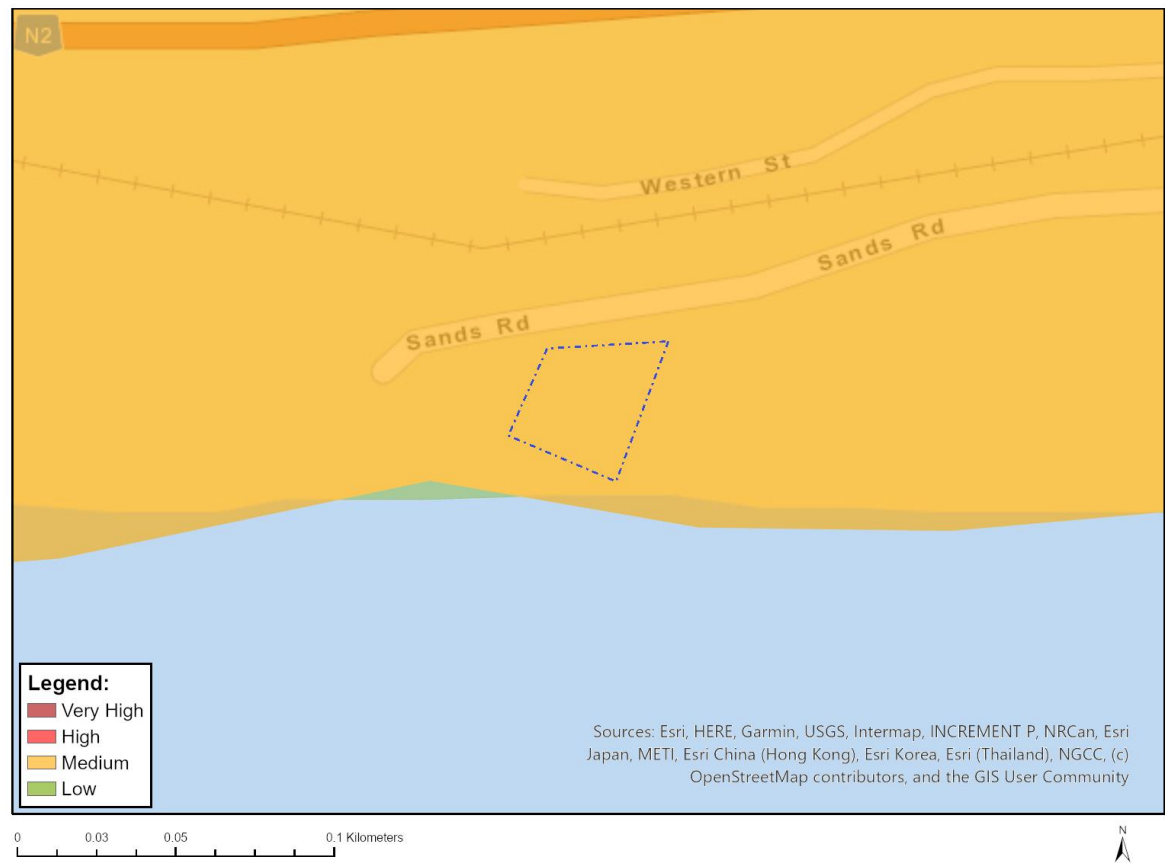 N2
Western St
Sands Rd
Sands Rd
Legend:
Very High
High
Medium
Low
Sources: Esri, HERE, Garmin, USGS, Intermap, INCREMENT P, NRCan, Esri
Japan, METI, Esri China (Hong Kong), Esri Korea, Esri (Thailand), NGCC, (c)
OpenStreetMap contributors, and the GIS User Community
0 0.03 0.05 0.1 Kilometers
N